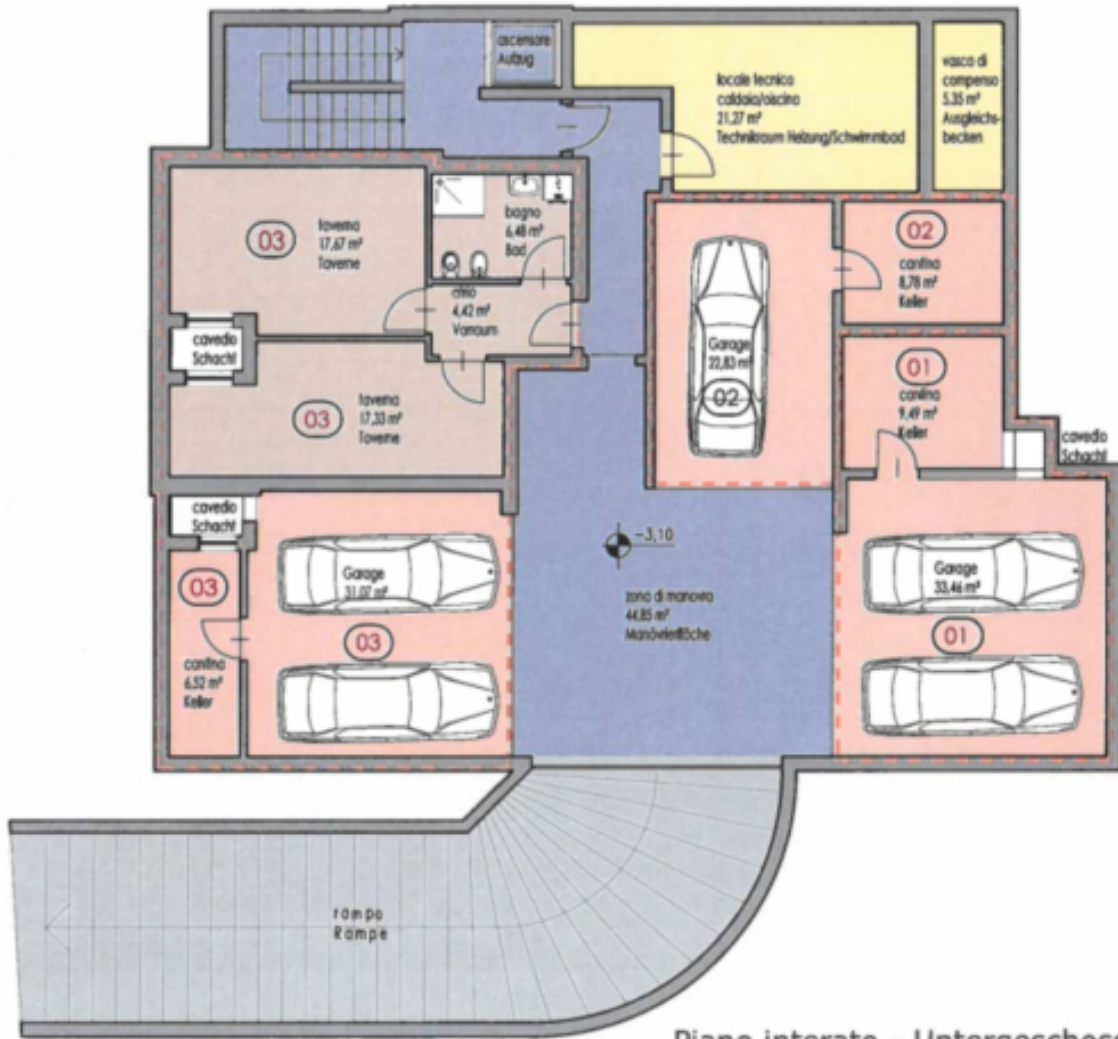 ascensore
Aufzug
locale tecnico
caldaia/piscina
21,27 m²
Technikraum Heizung/Schwimmbad
vasca di
compenso
5,35 m²
Ausgleichs-
becken
03
taverna
17,67 m²
Taverne
bagno
6,48 m²
Bad
atrio
4,42 m²
Vorraum
cavedio
Schacht
03
taverna
17,33 m²
Taverne
Garage
22,83 m²
02
02
cantina
8,78 m²
Keller
01
cantina
9,49 m²
Keller
cavedio
Schacht
cavedio
Schacht
03
cantina
6,52 m²
Keller
Garage
31,07 m²
03
-3,10
zona di manovra
44,85 m²
Manövrierfläche
Garage
33,46 m²
01
rampa
Rampe
Piano interato - Untergeschoss